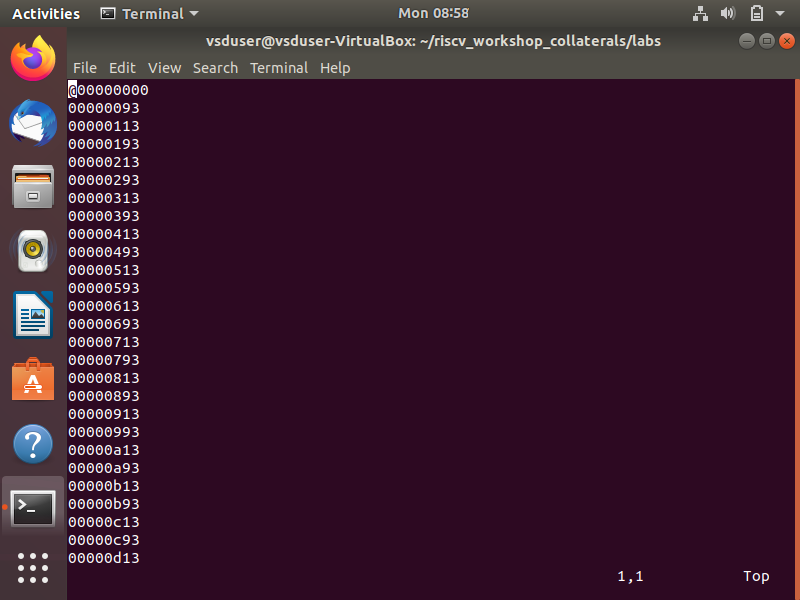 Activities Terminal Mon 08:58
vsduser@vsduser-VirtualBox: ~/riscv_workshop_collaterals/labs
File Edit View Search Terminal Help
@00000000
00000093
00000113
00000193
00000213
00000293
00000313
00000393
00000413
00000493
00000513
00000593
00000613
00000693
00000713
00000793
00000813
00000893
00000913
00000993
00000a13
00000a93
00000b13
00000b93
00000c13
00000c93
00000d13
1,1 Top